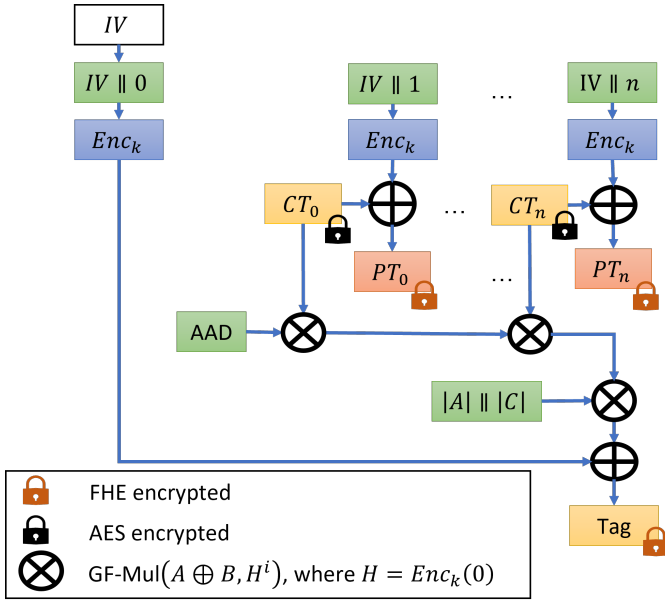 IV
IV ∥ 0
IV ∥ 1
...
IV ∥ n
Enc_k
Enc_k
Enc_k
CT_0
...
CT_n
PT_0
...
PT_n
AAD
|A| ∥ |C|
Tag
FHE encrypted
AES encrypted
GF-Mul(A ⊕ B, H^i), where H = Enc_k(0)